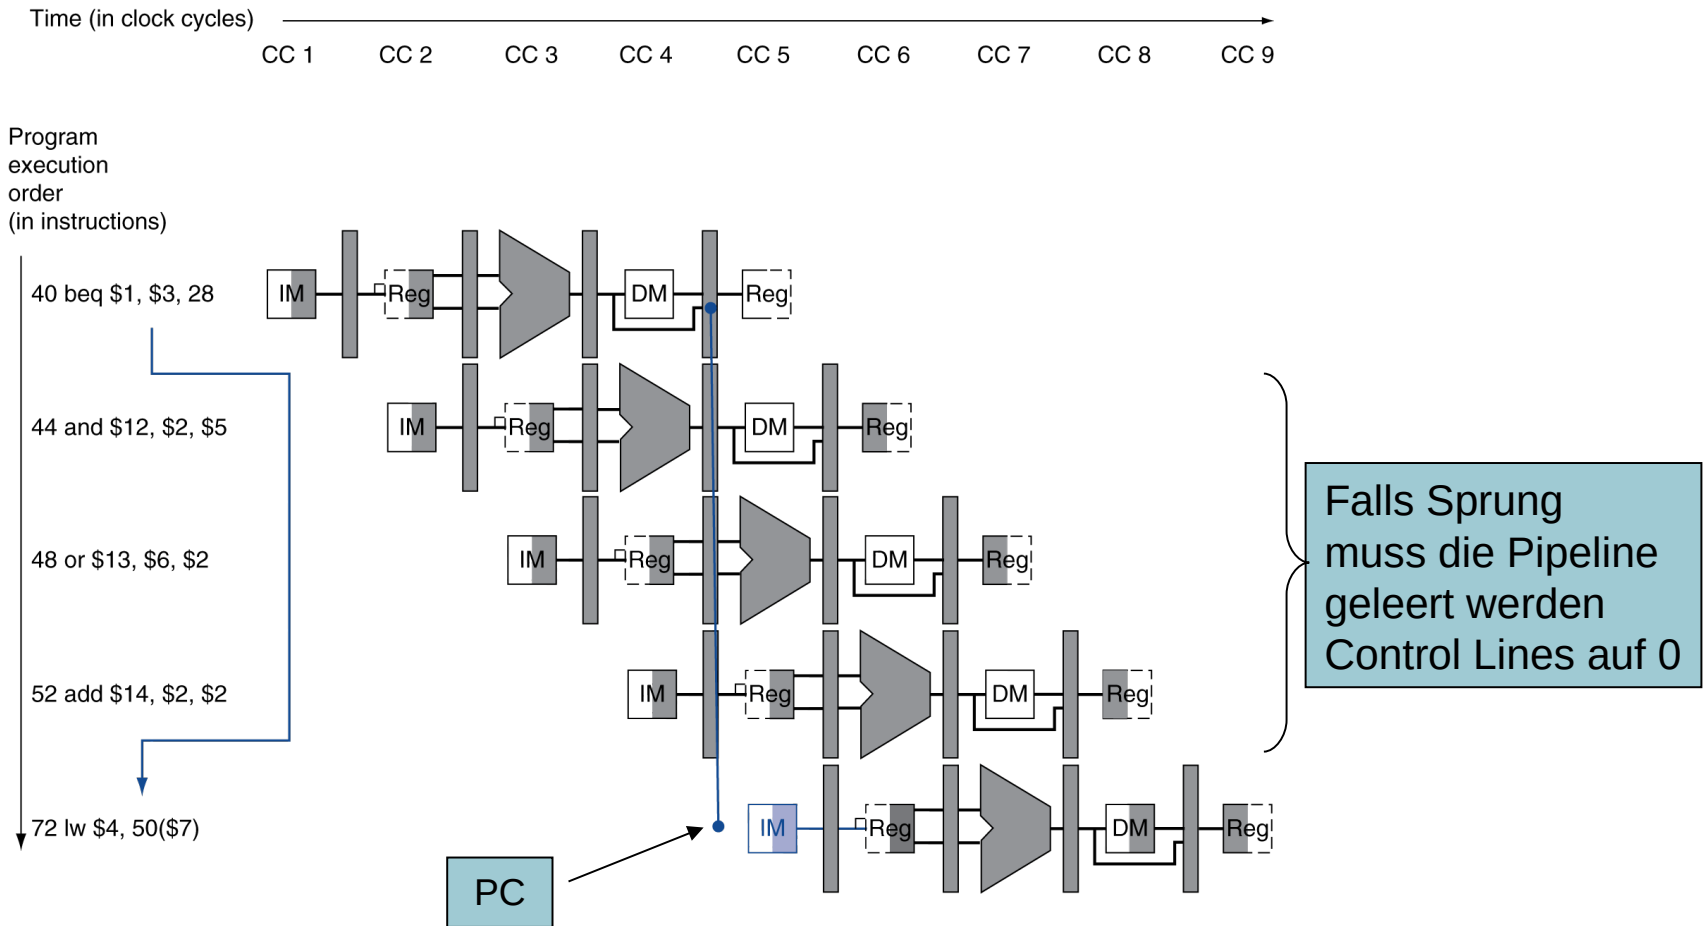 Time (in clock cycles)
CC 1 CC 2 CC 3 CC 4 CC 5 CC 6 CC 7 CC 8 CC 9
Program
execution
order
(in instructions)
40 beq $1, $3, 28
IM Reg DM Reg
44 and $12, $2, $5
IM Reg DM Reg
48 or $13, $6, $2
IM Reg DM Reg
52 add $14, $2, $2
IM Reg DM Reg
72 lw $4, 50($7)
IM Reg DM Reg
Falls Sprung
muss die Pipeline
geleert werden
Control Lines auf 0
PC